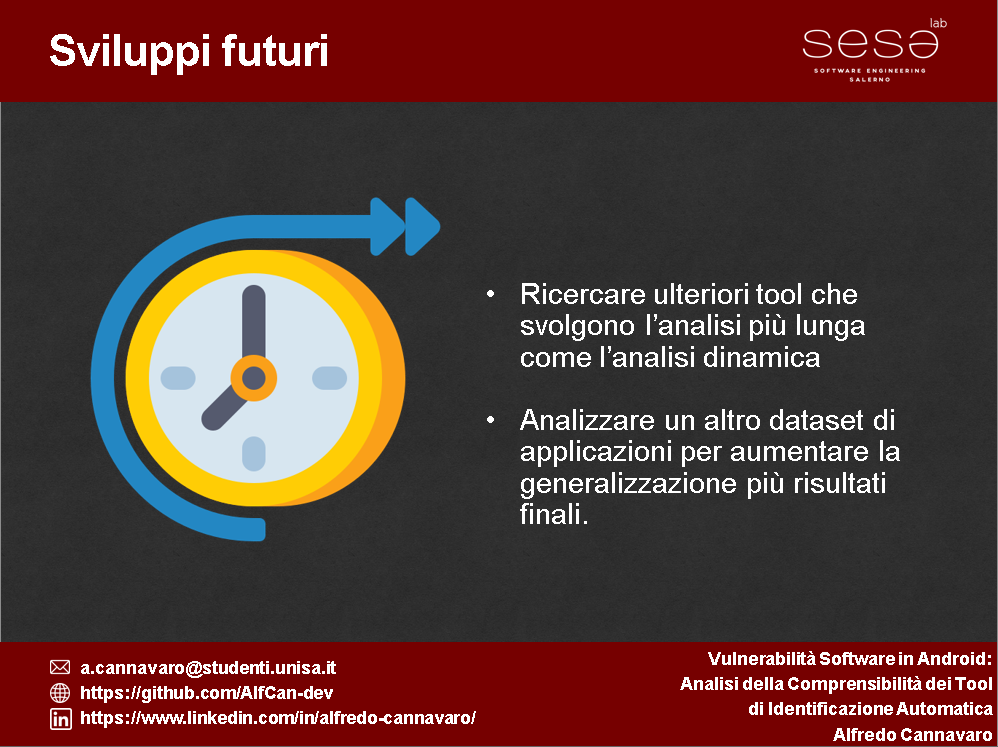 Sviluppi futuri
lab
sesa
SOFTWARE ENGINEERING
SALERNO
• Ricercare ulteriori tool che
svolgono l’analisi più lunga
come l’analisi dinamica
• Analizzare un altro dataset di
applicazioni per aumentare la
generalizzazione più risultati
finali.
a.cannavaro@studenti.unisa.it
https://github.com/AlfCan-dev
https://www.linkedin.com/in/alfredo-cannavaro/
Vulnerabilità Software in Android:
Analisi della Comprensibilità dei Tool
di Identificazione Automatica
Alfredo Cannavaro